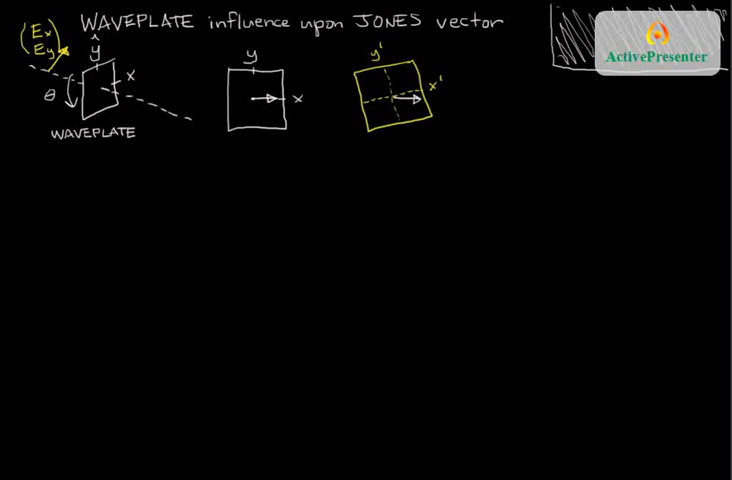 WAVEPLATE influence upon JONES vector
Ex
Ey
ŷ
x
θ
WAVEPLATE
y
x
y'
x'
ActivePresenter